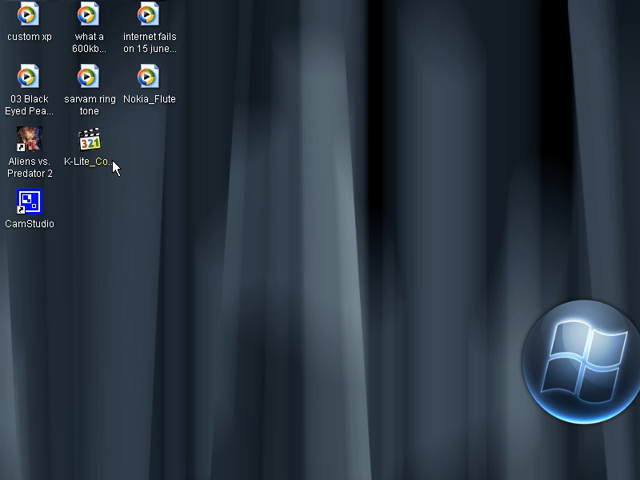 custom xp
what a
600kb...
internet fails
on 15 june...
03 Black
Eyed Pea...
sarvam ring
tone
Nokia_Flute
Aliens vs.
Predator 2
321
K-Lite_Co...
CamStudio